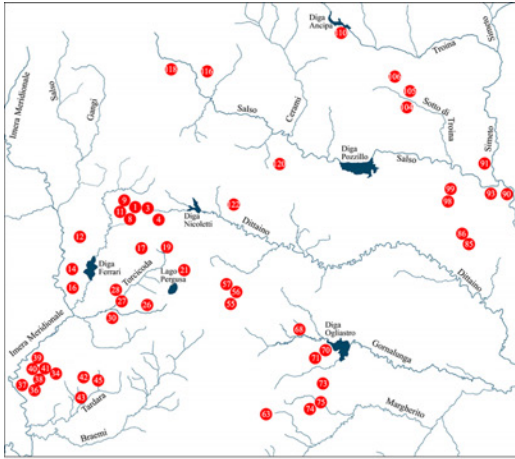 Diga
Ancipa
110
Troina
Simeto
Imera Meridionale
Salso
Gangi
118
116
106
105
104
Sotto di
Troina
Salso
Cerami
Simeto
Diga
Pozzillo
Salso
120
91
99
98
93
90
9
1
3
11
8
4
Diga
Nicoletti
122
Dittaino
86
85
12
17
19
14
Diga
Ferrari
Torcicoda
Lago
Pergusa
21
16
28
27
26
30
57
56
55
Dittaino
Imera Meridionale
68
Diga
Ogliastro
70
71
Gornalunga
39
40
41
34
38
37
36
42
45
43
Tardara
Braemi
73
75
74
63
Margherito